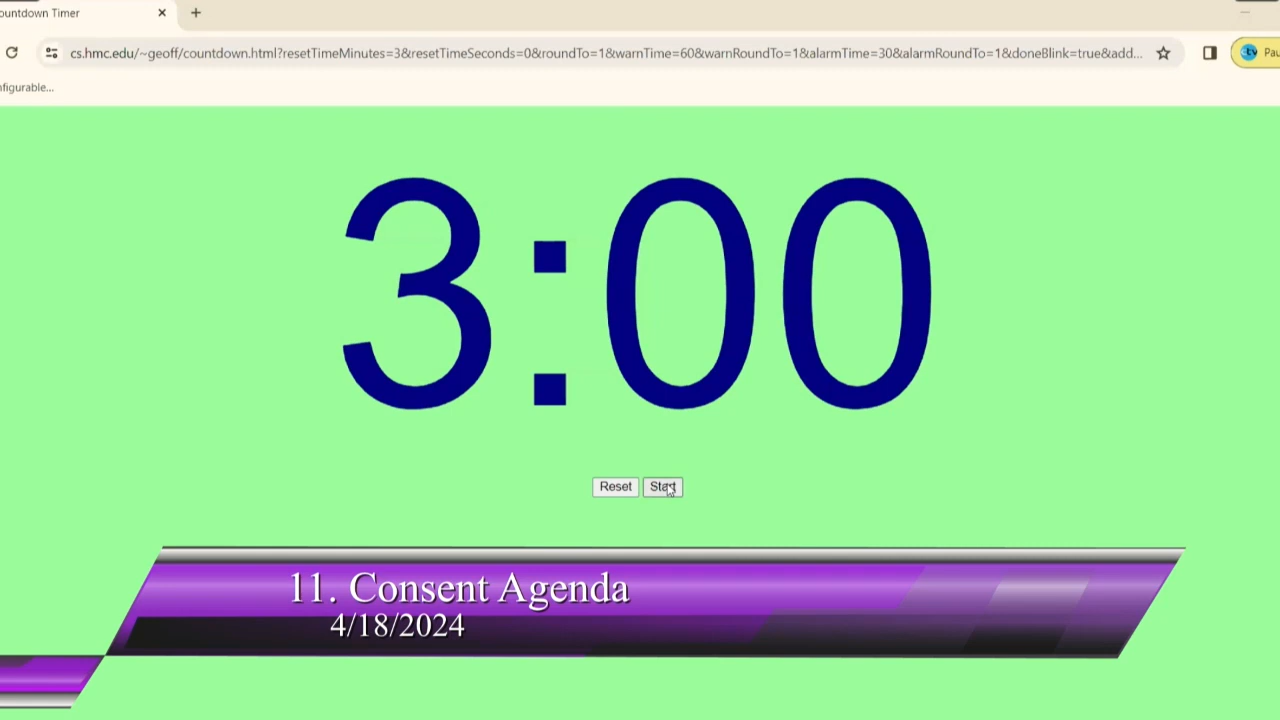 ountdown Timer
cs.hmc.edu/~geoff/countdown.html?resetTimeMinutes=3&resetTimeSeconds=0&roundTo=1&warnTime=60&warnRoundTo=1&alarmTime=30&alarmRoundTo=1&doneBlink=true&add...
Pau
nfigurable...
3:00
Reset Start
11. Consent Agenda
4/18/2024